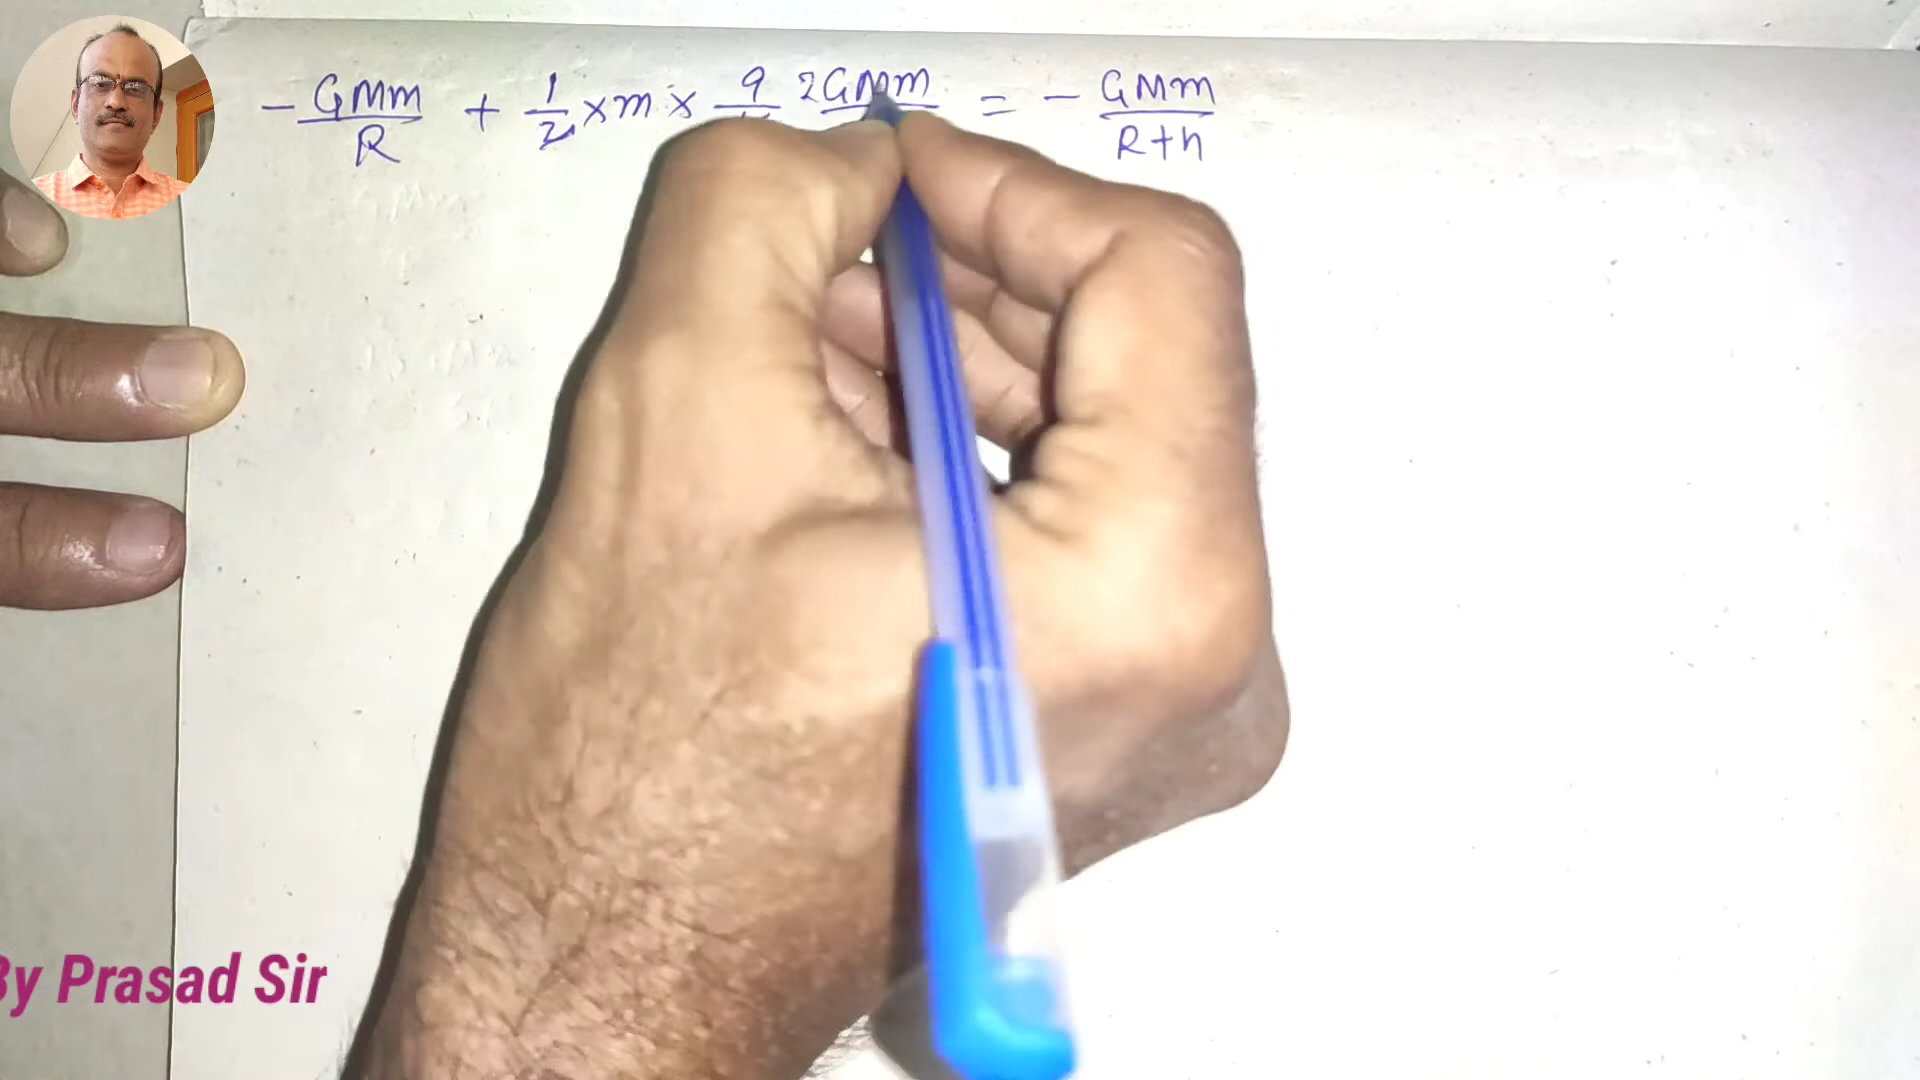 - GMm/R + 1/2 × m × 9 2GMm = - GMm/R+h
By Prasad Sir